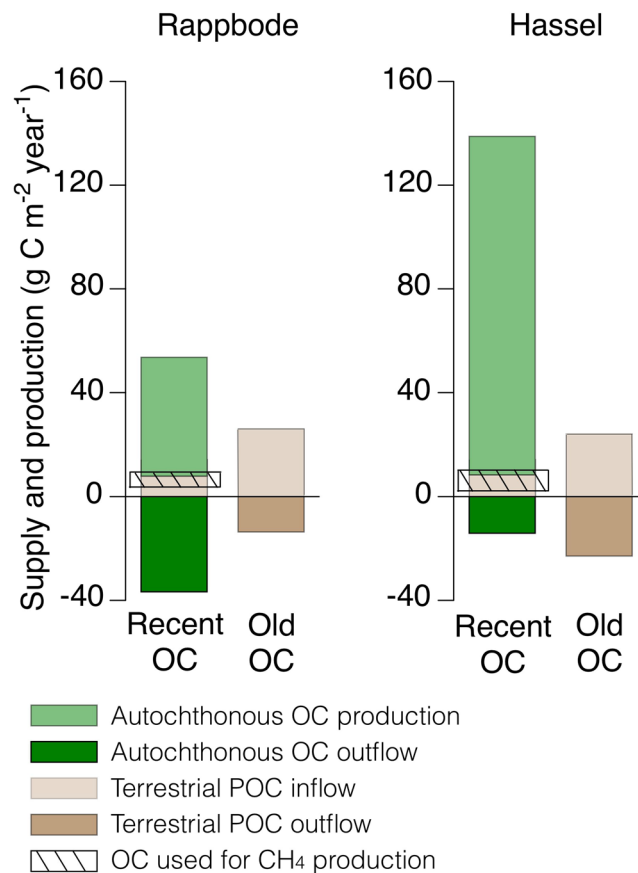 Rappbode
Hassel
Supply and production (g C m⁻² year⁻¹)
160
120
80
40
0
-40
160
120
80
40
0
-40
Recent
OC
Old
OC
Recent
OC
Old
OC
Autochthonous OC production
Autochthonous OC outflow
Terrestrial POC inflow
Terrestrial POC outflow
OC used for CH₄ production